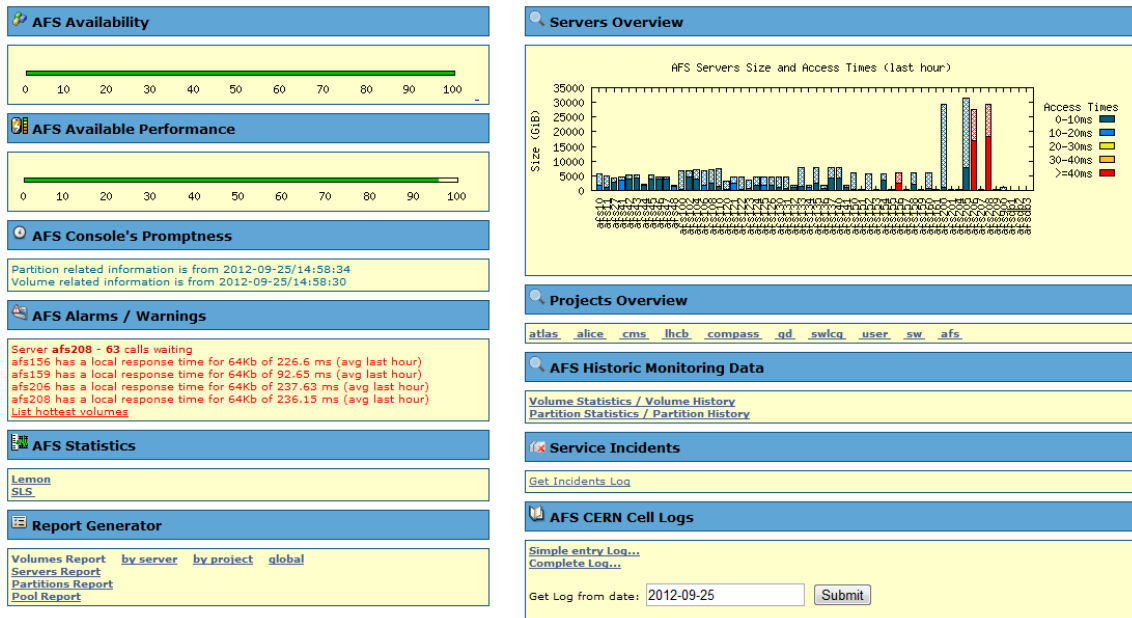 AFS Availability
0 10 20 30 40 50 60 70 80 90 100
AFS Available Performance
0 10 20 30 40 50 60 70 80 90 100
AFS Console's Promptness
Partition related information is from 2012-09-25/14:58:34
Volume related information is from 2012-09-25/14:58:30
AFS Alarms / Warnings
Server afs208 - 63 calls waiting
afs156 has a local response time for 64Kb of 226.6 ms (avg last hour)
afs159 has a local response time for 64Kb of 92.65 ms (avg last hour)
afs206 has a local response time for 64Kb of 237.63 ms (avg last hour)
afs208 has a local response time for 64Kb of 236.15 ms (avg last hour)
List hottest volumes
AFS Statistics
Lemon
SLS
Report Generator
Volumes Report by server by project global
Servers Report
Partitions Report
Pool Report
Servers Overview
AFS Servers Size and Access Times (last hour)
Size (GiB)
35000
30000
25000
20000
15000
10000
5000
0
Access Times
0-10ms
10-20ms
20-30ms
30-40ms
>=40ms
Projects Overview
atlas alice cms lhcb compass gd swlcg user sw afs
AFS Historic Monitoring Data
Volume Statistics / Volume History
Partition Statistics / Partition History
Service Incidents
Get Incidents Log
AFS CERN Cell Logs
Simple entry Log...
Complete Log...
Get Log from date: 2012-09-25 Submit